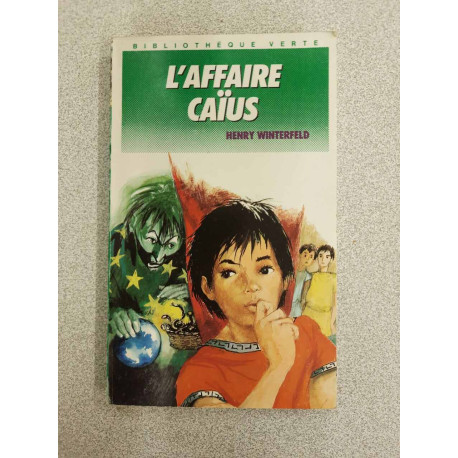 BIBLIOTHÈQUE VERTE
L'AFFAIRE
CAÏUS
HENRY WINTERFELD